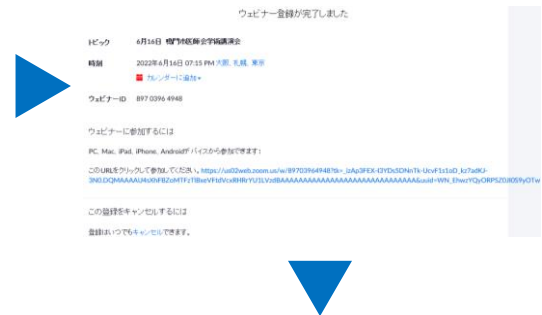 ウェビナー登録が完了しました
トピック 6月16日 鳴門市医師会学術講演会
時刻 2022年6月16日 07:15 PM 大阪、札幌、東京
カレンダーに追加
ウェビナーID 897 0396 4948
ウェビナーに参加するには
PC, Mac, iPad, iPhone, Androidデバイスから参加できます:
このURLをクリックして参加してください。
この登録をキャンセルするには
登録はいつでもキャンセルできます。